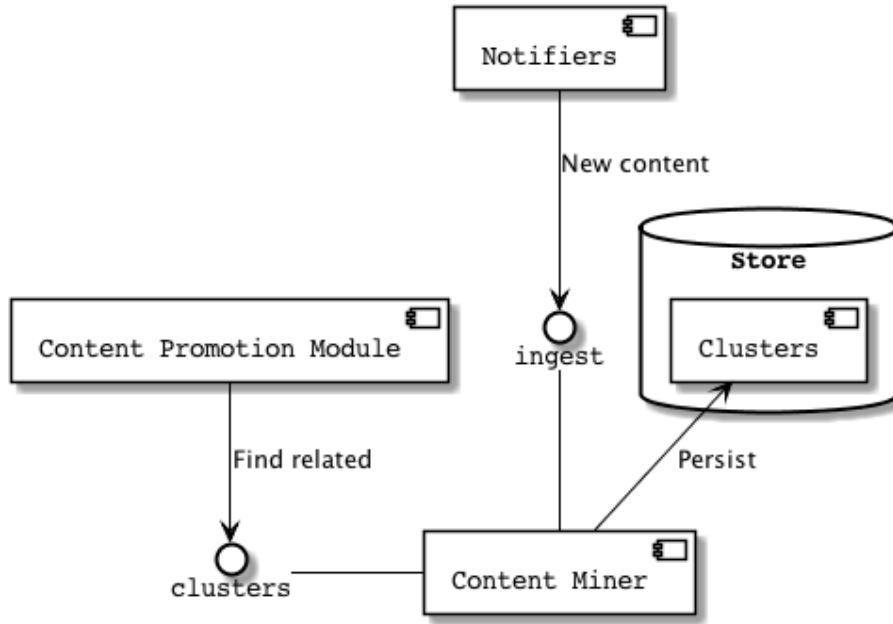 Notifiers
New content
Store
Content Promotion Module
ingest
Clusters
Find related
Persist
clusters
Content Miner